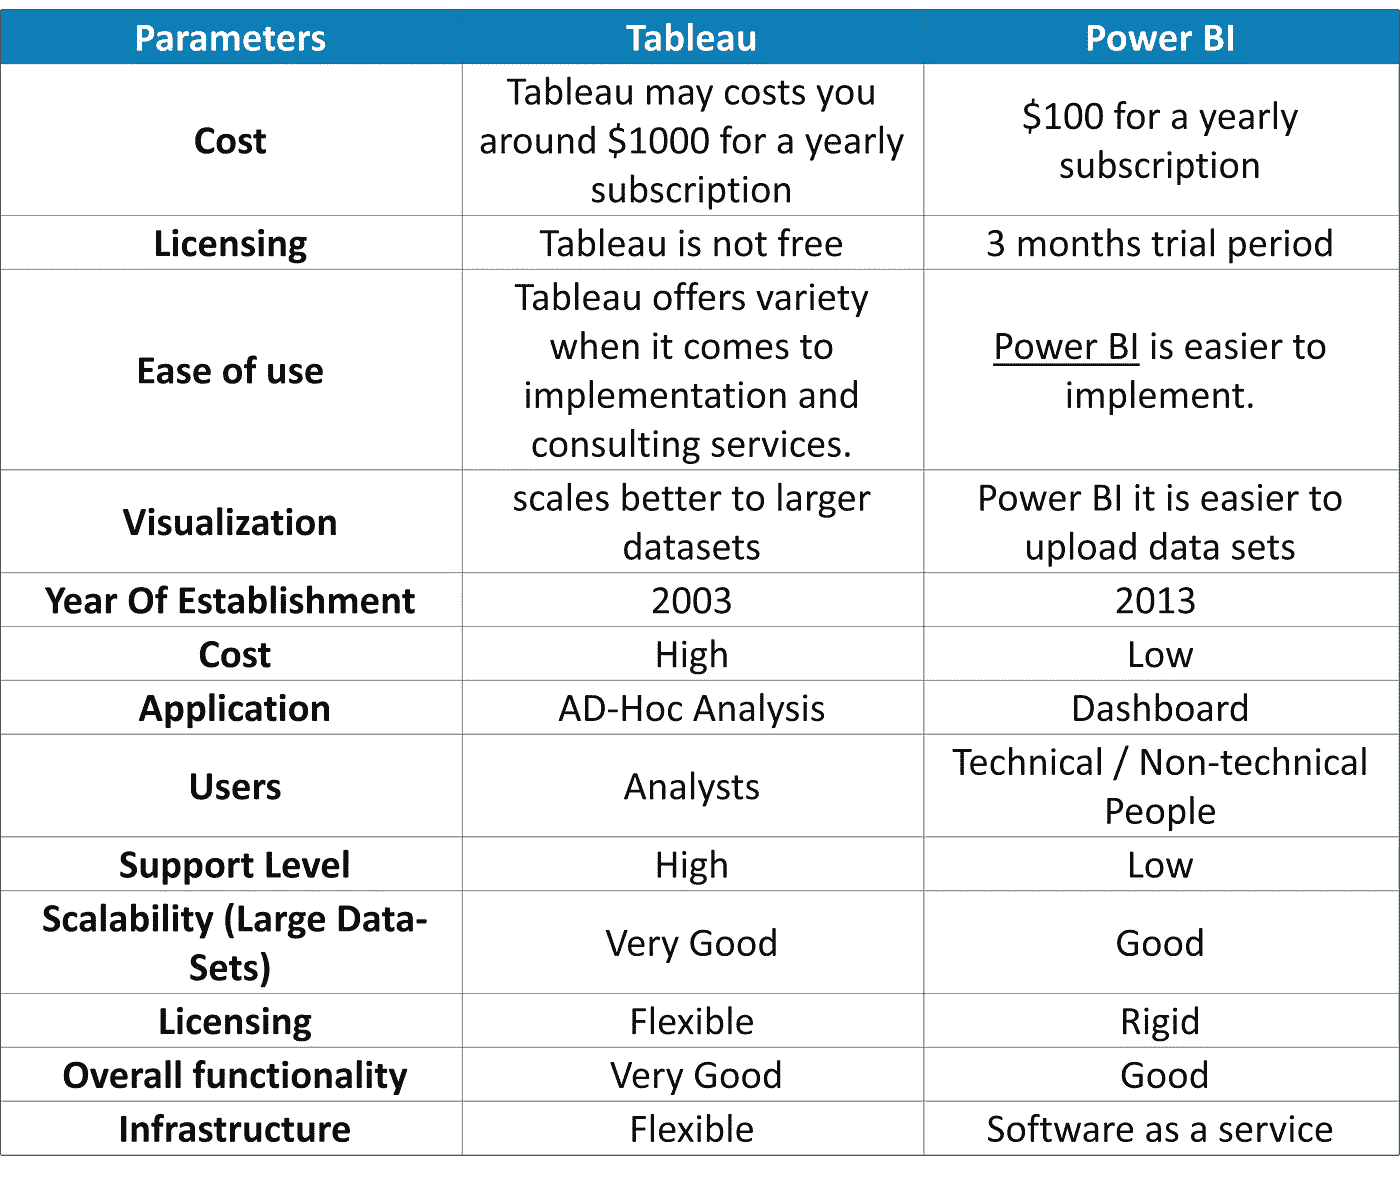 Parameters Tableau Power BI
Cost
Tableau may costs you
around $1000 for a yearly
subscription
$100 for a yearly
subscription
Licensing Tableau is not free 3 months trial period
Ease of use
Tableau offers variety
when it comes to
implementation and
consulting services.
Power BI is easier to
implement.
Visualization
scales better to larger
datasets
Power BI it is easier to
upload data sets
Year Of Establishment 2003 2013
Cost High Low
Application AD-Hoc Analysis Dashboard
Users
Analysts
Technical / Non-technical
People
Support Level High Low
Scalability (Large Data-
Sets)
Very Good
Good
Licensing Flexible Rigid
Overall functionality Very Good Good
Infrastructure Flexible Software as a service